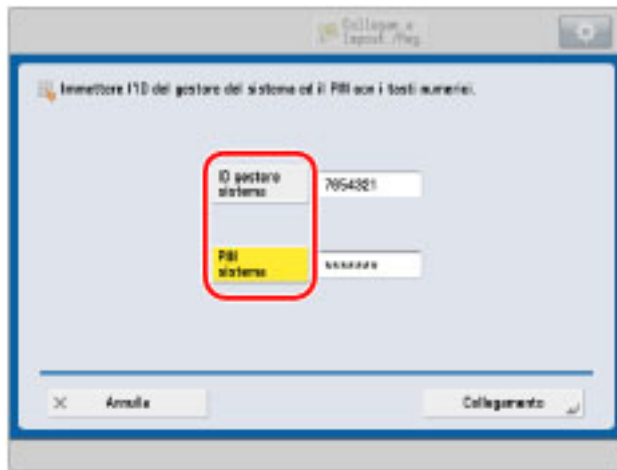 Collegam. a
Impost./Reg.
Immettere l'ID del gestore del sistema ed il PIN con i tasti numerici.
ID gestore
sistema
7654321
PIN
sistema
*******
Annulla
Collegamento